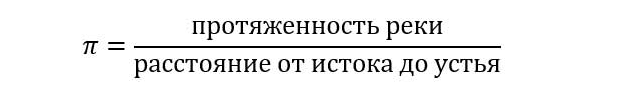 π = протяженность реки
расстояние от истока до устья